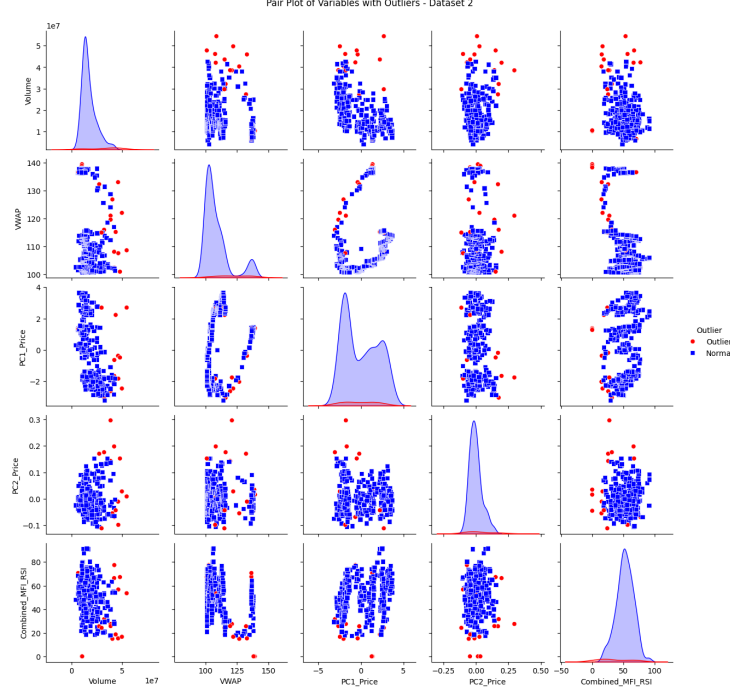 Pair Plot of Variables with Outliers - Dataset 2
1e7
5
4
3
2
1
Volume
140
130
120
110
100
VWAP
4
2
0
−2
PC1_Price
0.3
0.2
0.1
0.0
−0.1
PC2_Price
80
60
40
20
0
Combined_MFI_RSI
Outlier
Outlier
Norma
0 5
1e7
Volume
100 125 150
VWAP
−5 0 5
PC1_Price
−0.25 0.00 0.25 0.50
PC2_Price
−50 0 50 100
Combined_MFI_RSI